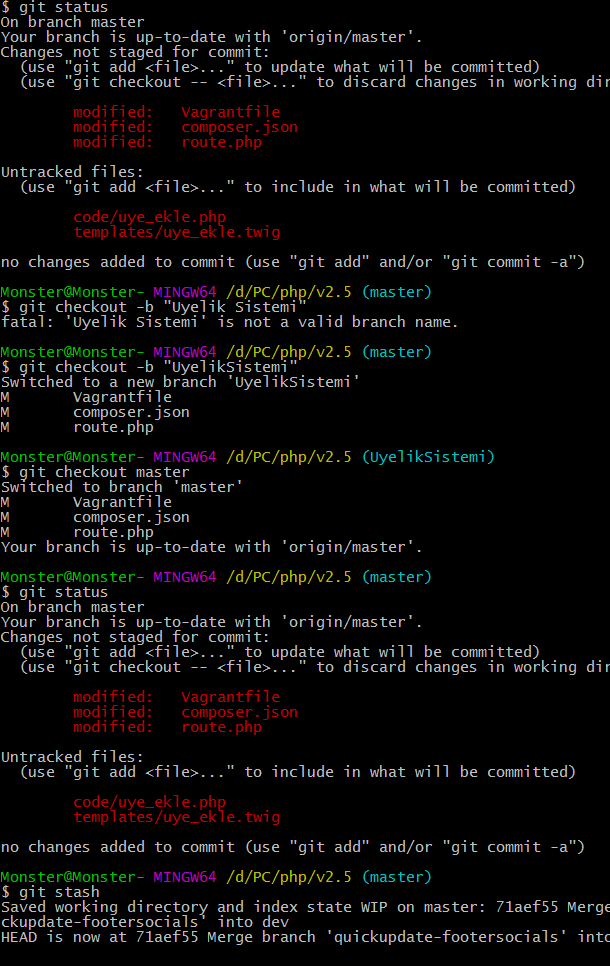 $ git status
On branch master
Your branch is up-to-date with 'origin/master'.
Changes not staged for commit:
  (use "git add <file>..." to update what will be committed)
  (use "git checkout -- <file>..." to discard changes in working dir

        modified:   Vagrantfile
        modified:   composer.json
        modified:   route.php

Untracked files:
  (use "git add <file>..." to include in what will be committed)

        code/uye_ekle.php
        templates/uye_ekle.twig

no changes added to commit (use "git add" and/or "git commit -a")

Monster@Monster- MINGW64 /d/PC/php/v2.5 (master)
$ git checkout -b "Uyelik Sistemi"
fatal: 'Uyelik Sistemi' is not a valid branch name.

Monster@Monster- MINGW64 /d/PC/php/v2.5 (master)
$ git checkout -b "UyelikSistemi"
Switched to a new branch 'UyelikSistemi'
M       Vagrantfile
M       composer.json
M       route.php

Monster@Monster- MINGW64 /d/PC/php/v2.5 (UyelikSistemi)
$ git checkout master
Switched to branch 'master'
M       Vagrantfile
M       composer.json
M       route.php
Your branch is up-to-date with 'origin/master'.

Monster@Monster- MINGW64 /d/PC/php/v2.5 (master)
$ git status
On branch master
Your branch is up-to-date with 'origin/master'.
Changes not staged for commit:
  (use "git add <file>..." to update what will be committed)
  (use "git checkout -- <file>..." to discard changes in working dir

        modified:   Vagrantfile
        modified:   composer.json
        modified:   route.php

Untracked files:
  (use "git add <file>..." to include in what will be committed)

        code/uye_ekle.php
        templates/uye_ekle.twig

no changes added to commit (use "git add" and/or "git commit -a")

Monster@Monster- MINGW64 /d/PC/php/v2.5 (master)
$ git stash
Saved working directory and index state WIP on master: 71aef55 Merge
ckupdate-footersocials' into dev
HEAD is now at 71aef55 Merge branch 'quickupdate-footersocials' into